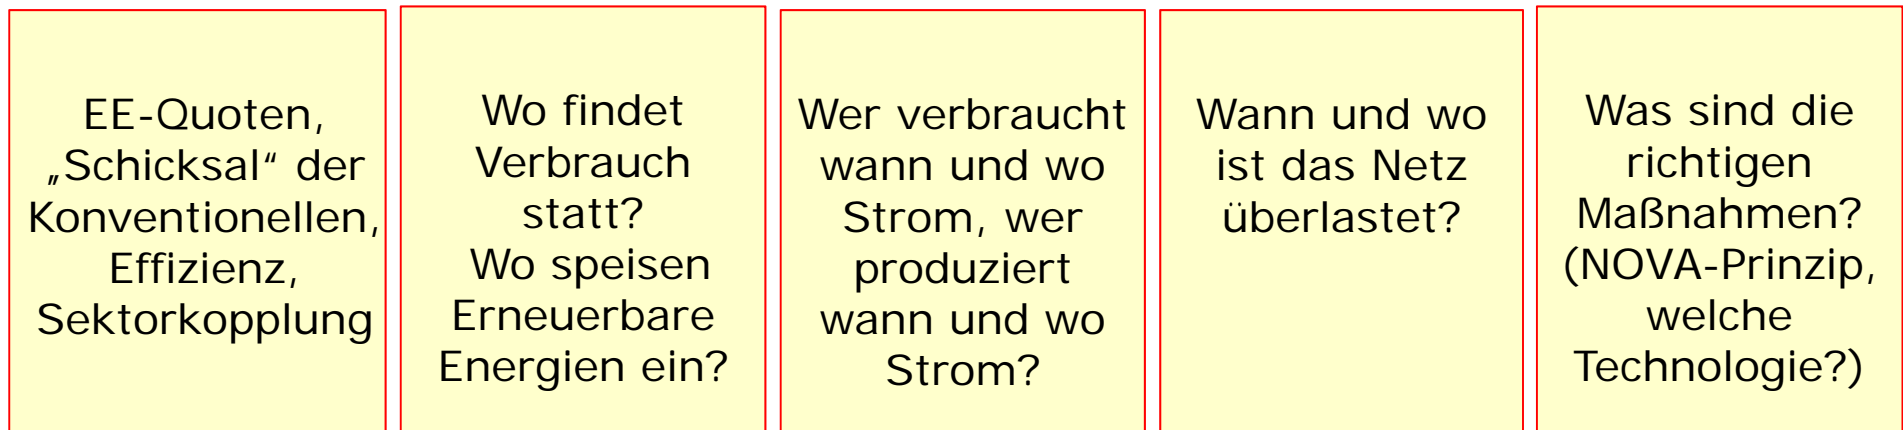 EE-Quoten,
„Schicksal“ der
Konventionellen,
Effizienz,
Sektorkopplung
Wo findet
Verbrauch
statt?
Wo speisen
Erneuerbare
Energien ein?
Wer verbraucht
wann und wo
Strom, wer
produziert
wann und wo
Strom?
Wann und wo
ist das Netz
überlastet?
Was sind die
richtigen
Maßnahmen?
(NOVA-Prinzip,
welche
Technologie?)